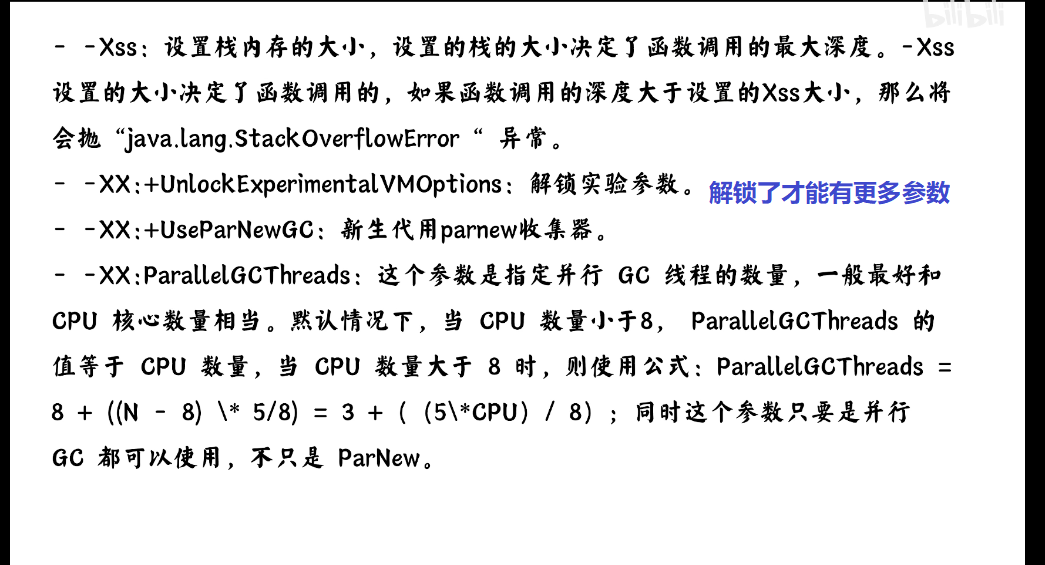 bilibili
- -Xss：设置栈内存的大小，设置的栈的大小决定了函数调用的最大深度。-Xss
设置的大小决定了函数调用的，如果函数调用的深度大于设置的Xss大小，那么将
会抛“java.lang.StackOverflowError “ 异常。
- -XX:+UnlockExperimentalVMOptions：解锁实验参数。 解锁了才能有更多参数
- -XX:+UseParNewGC：新生代用parnew收集器。
- -XX:ParallelGCThreads：这个参数是指定并行 GC 线程的数量，一般最好和
CPU 核心数量相当。默认情况下，当 CPU 数量小于8， ParallelGCThreads 的
值等于 CPU 数量，当 CPU 数量大于 8 时，则使用公式：ParallelGCThreads =
8 + ((N - 8) \* 5/8) = 3 + ( （5\*CPU）/ 8）；同时这个参数只要是并行
GC 都可以使用，不只是 ParNew。